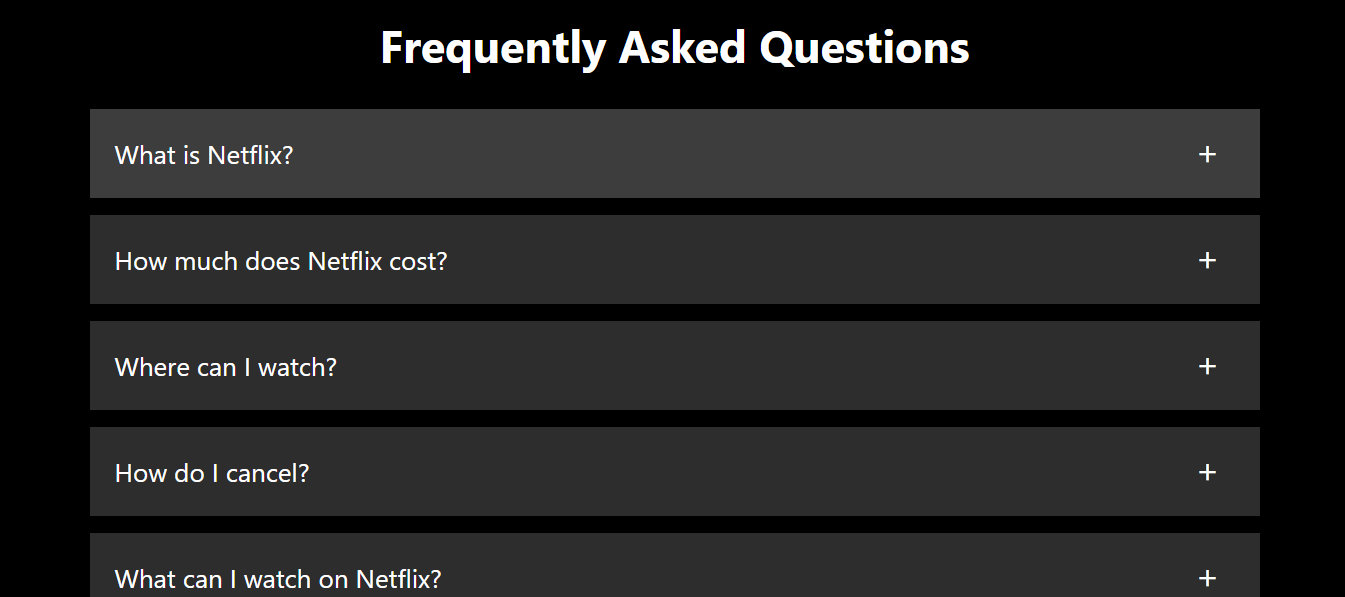 Frequently Asked Questions
What is Netflix? +
How much does Netflix cost? +
Where can I watch? +
How do I cancel? +
What can I watch on Netflix? +